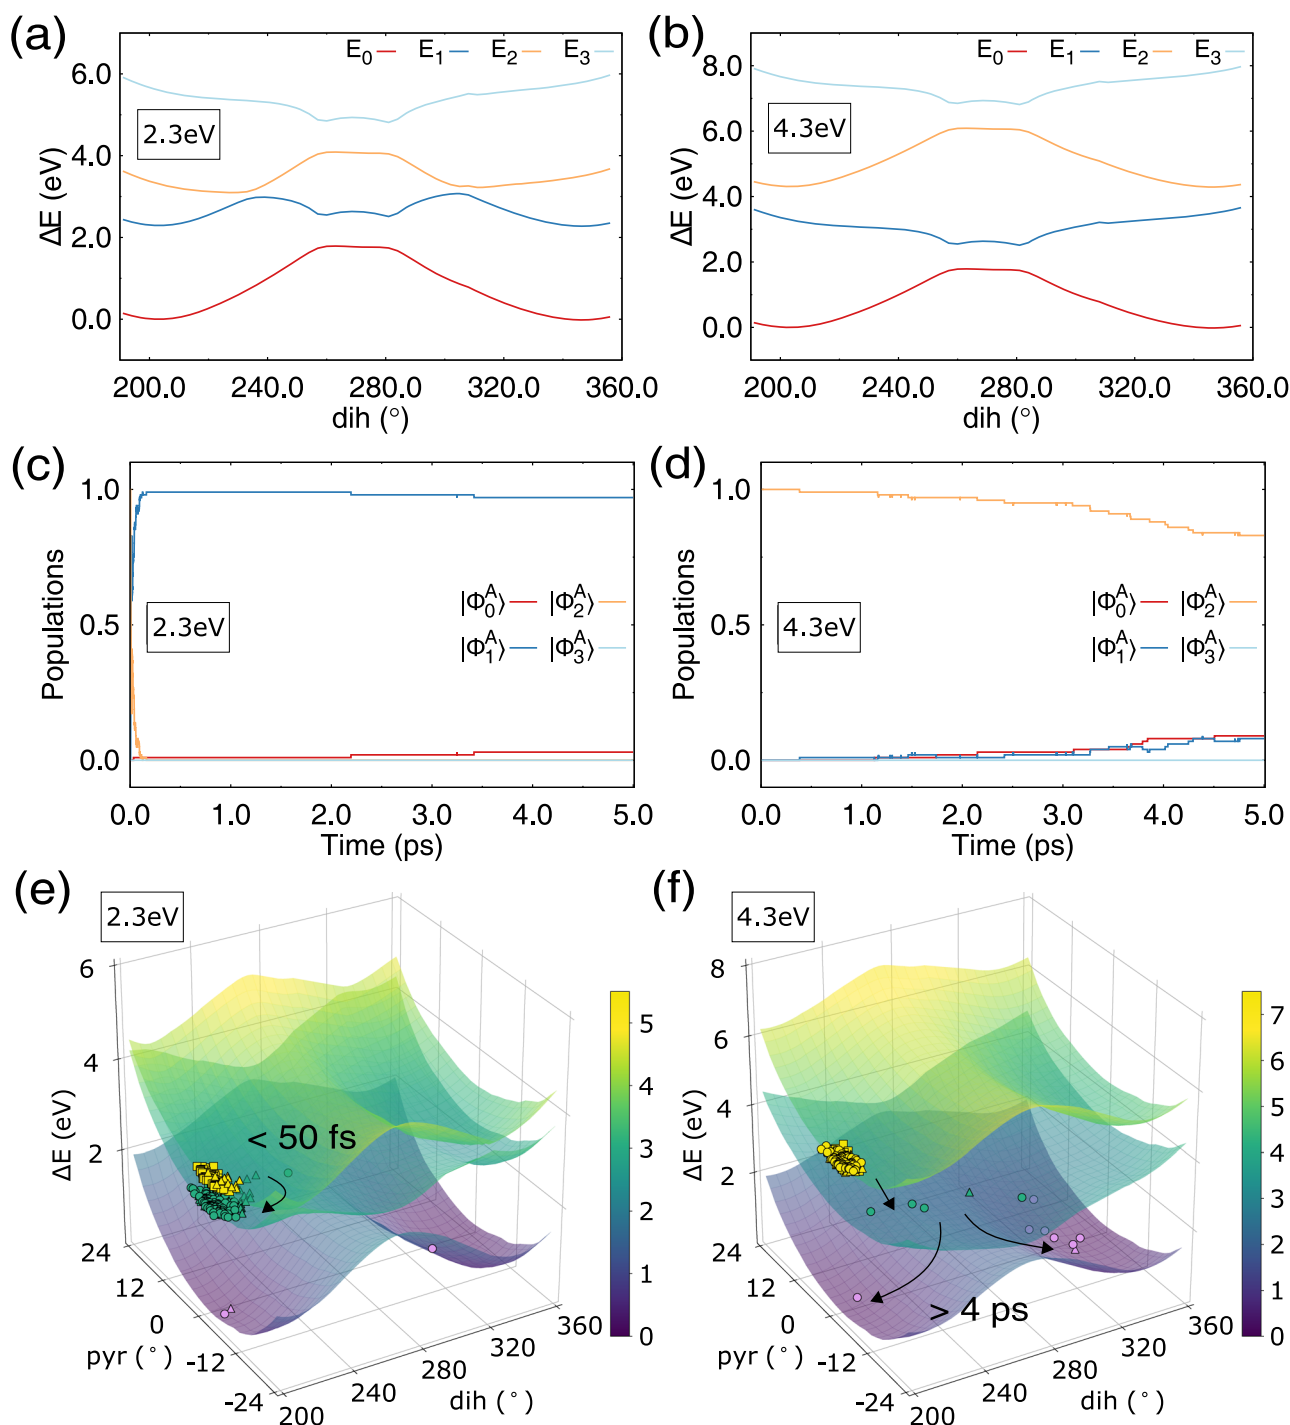 (a)
E0 E1 E2 E3
6.0
4.0
2.0
0.0
ΔE (eV)
2.3eV
200.0 240.0 280.0 320.0 360.0
dih (°)
(b)
E0 E1 E2 E3
8.0
6.0
4.0
2.0
0.0
ΔE (eV)
4.3eV
200.0 240.0 280.0 320.0 360.0
dih (°)
(c)
1.0
0.5
0.0
Populations
|Φ0^A⟩ |Φ2^A⟩
|Φ1^A⟩ |Φ3^A⟩
2.3eV
0.0 1.0 2.0 3.0 4.0 5.0
Time (ps)
(d)
1.0
0.5
0.0
Populations
|Φ0^A⟩ |Φ2^A⟩
|Φ1^A⟩ |Φ3^A⟩
4.3eV
0.0 1.0 2.0 3.0 4.0 5.0
Time (ps)
(e)
2.3eV
6
4
2
ΔE (eV)
< 50 fs
24
12
0
-12
-24
pyr (°)
200
240
280
320
360
dih (°)
5
4
3
2
1
0
(f)
4.3eV
8
6
4
2
ΔE (eV)
> 4 ps
24
12
0
-12
-24
pyr (°)
200
240
280
320
360
dih (°)
7
6
5
4
3
2
1
0